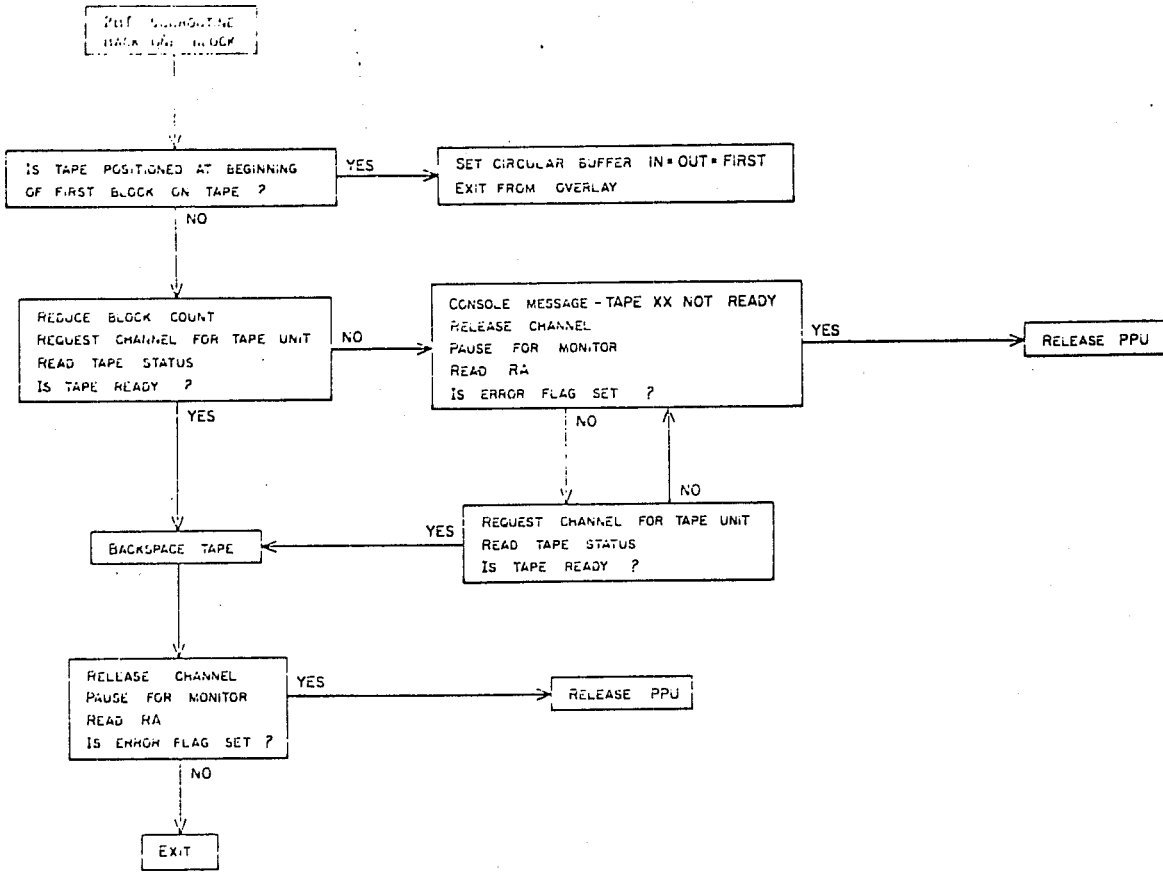 SUBROUTINE
BACK ONE BLOCK
IS TAPE POSITIONED AT BEGINNING
OF FIRST BLOCK ON TAPE ?
YES
SET CIRCULAR BUFFER IN=OUT=FIRST
EXIT FROM OVERLAY
NO
REDUCE BLOCK COUNT
REQUEST CHANNEL FOR TAPE UNIT
READ TAPE STATUS
IS TAPE READY ?
NO
CONSOLE MESSAGE - TAPE XX NOT READY
RELEASE CHANNEL
PAUSE FOR MONITOR
READ RA
IS ERROR FLAG SET ?
YES
RELEASE PPU
YES
NO
NO
REQUEST CHANNEL FOR TAPE UNIT
READ TAPE STATUS
IS TAPE READY ?
YES
BACKSPACE TAPE
RELEASE CHANNEL
PAUSE FOR MONITOR
READ RA
IS ERROR FLAG SET ?
YES
RELEASE PPU
NO
EXIT